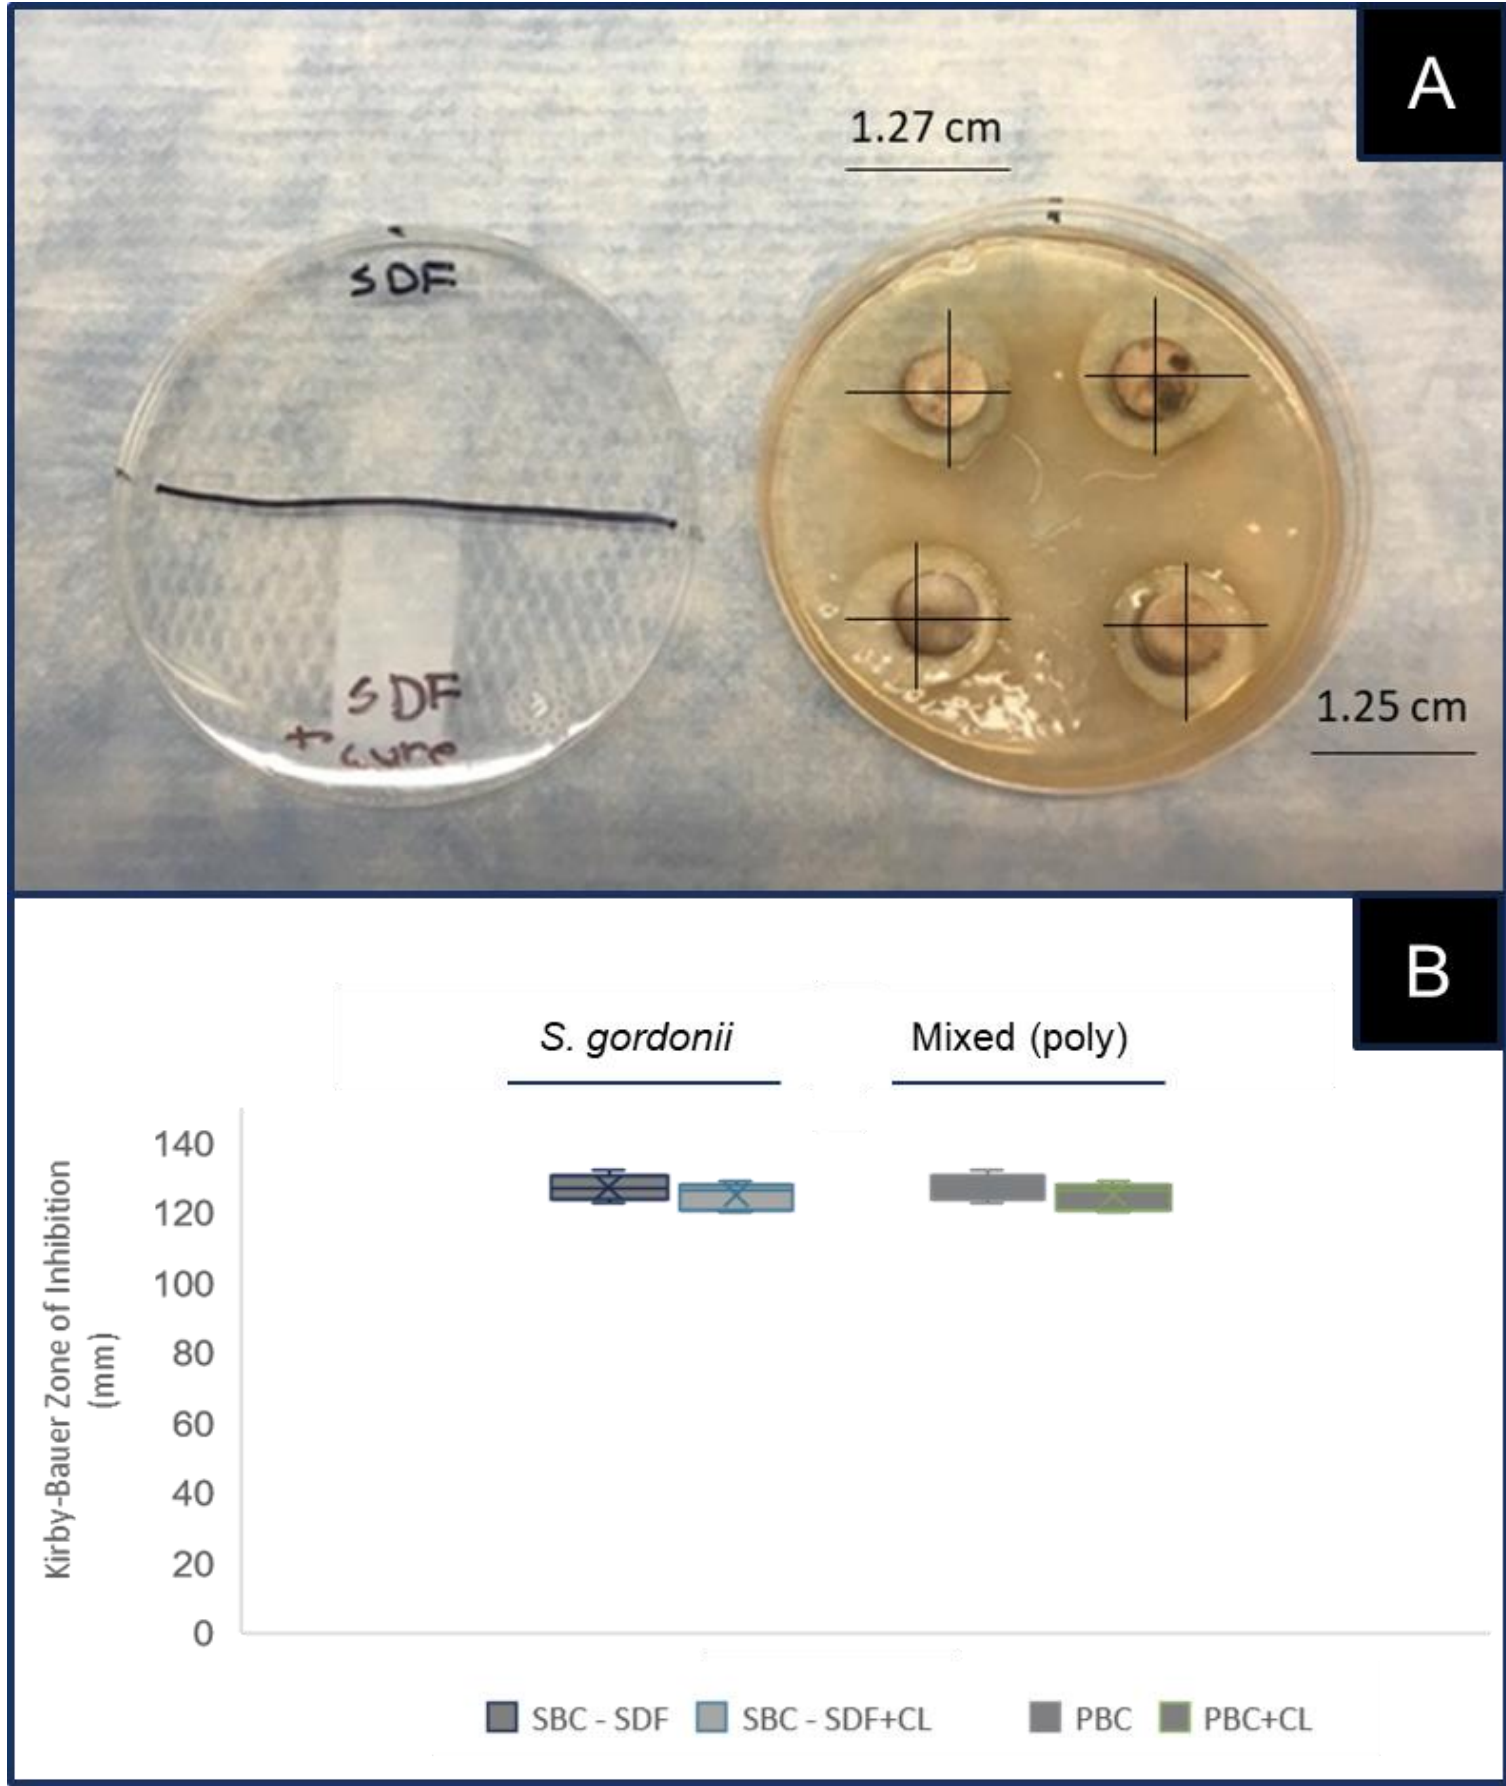 A
1.27 cm
SDF
SDF
+ cure
1.25 cm
B
S. gordonii
Mixed (poly)
Kirby-Bauer Zone of Inhibition
(mm)
140
120
100
80
60
40
20
0
SBC - SDF
SBC - SDF+CL
PBC
PBC+CL